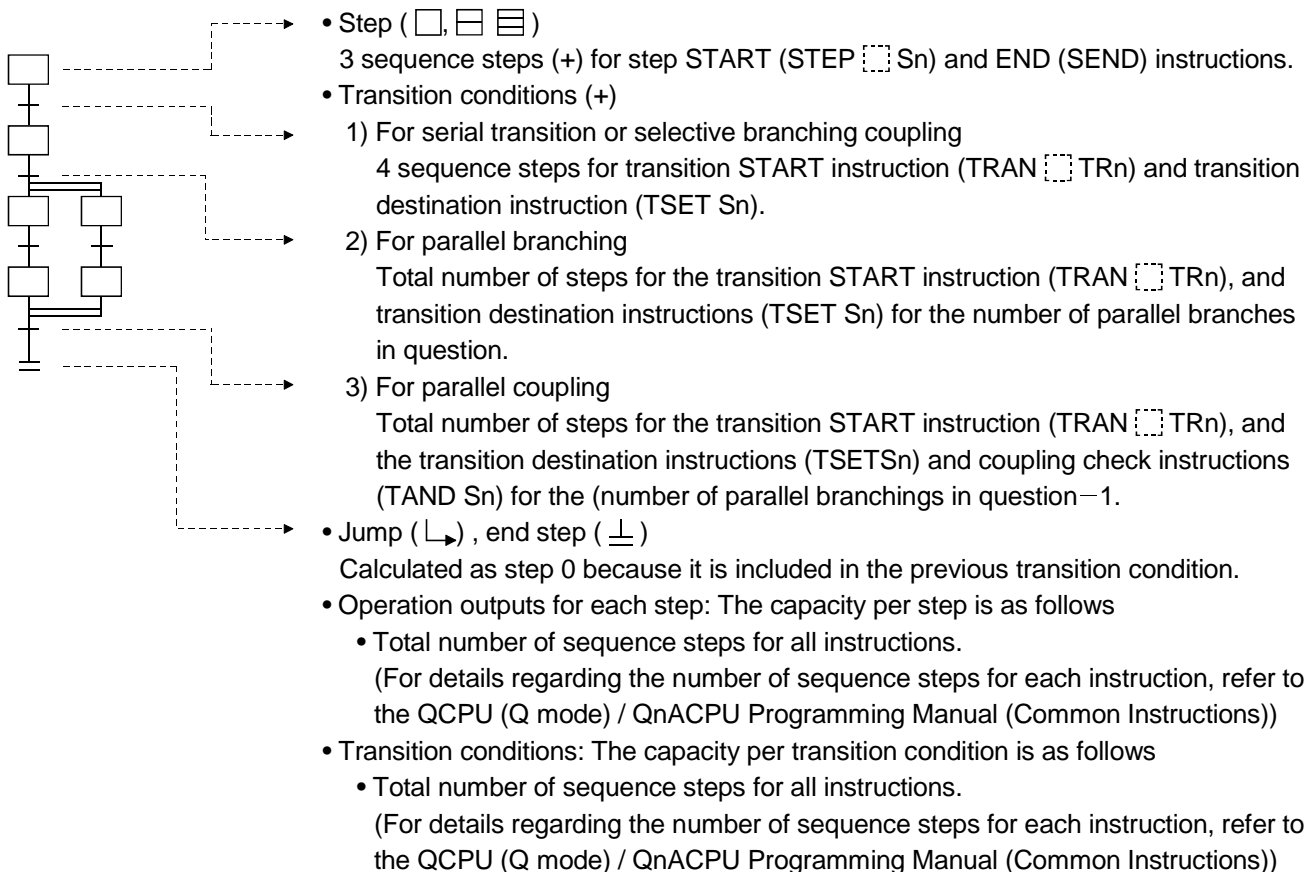 • Step ( □, 日 目 )
3 sequence steps (+) for step START (STEP Sn) and END (SEND) instructions.
• Transition conditions (+)
1) For serial transition or selective branching coupling
4 sequence steps for transition START instruction (TRAN TRn) and transition
destination instruction (TSET Sn).
2) For parallel branching
Total number of steps for the transition START instruction (TRAN TRn), and
transition destination instructions (TSET Sn) for the number of parallel branches
in question.
3) For parallel coupling
Total number of steps for the transition START instruction (TRAN TRn), and
the transition destination instructions (TSETSn) and coupling check instructions
(TAND Sn) for the (number of parallel branchings in question−1.
• Jump ( ) , end step ( )
Calculated as step 0 because it is included in the previous transition condition.
• Operation outputs for each step: The capacity per step is as follows
• Total number of sequence steps for all instructions.
(For details regarding the number of sequence steps for each instruction, refer to
the QCPU (Q mode) / QnACPU Programming Manual (Common Instructions))
• Transition conditions: The capacity per transition condition is as follows
• Total number of sequence steps for all instructions.
(For details regarding the number of sequence steps for each instruction, refer to
the QCPU (Q mode) / QnACPU Programming Manual (Common Instructions))